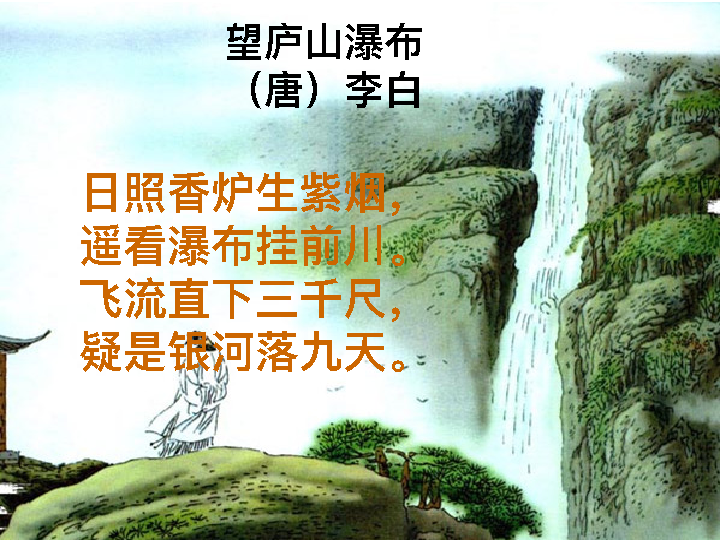 望庐山瀑布
（唐）李白
日照香炉生紫烟，
遥看瀑布挂前川。
飞流直下三千尺，
疑是银河落九天。